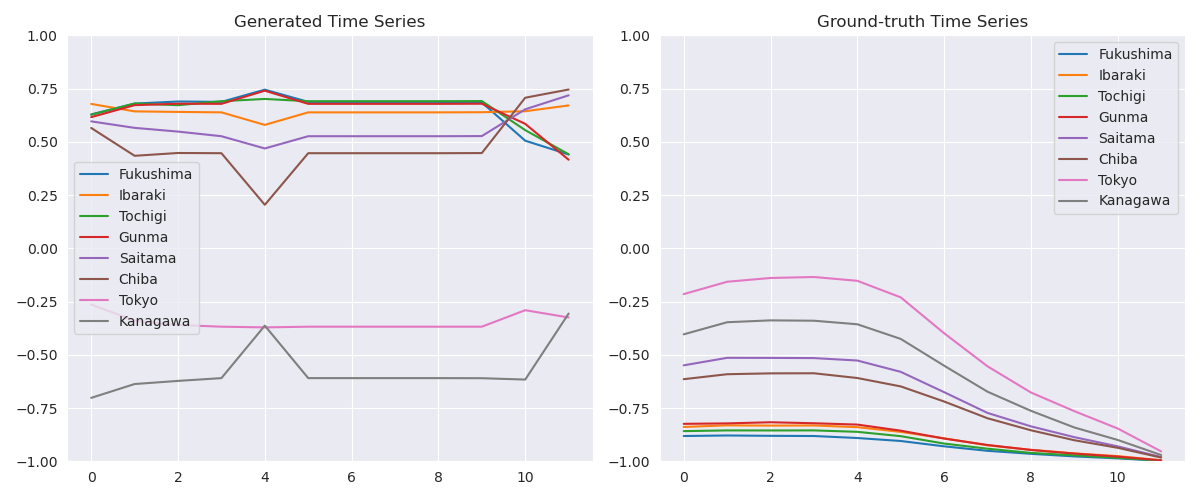 Generated Time Series
1.00
0.75
0.50
0.25
0.00
−0.25
−0.50
−0.75
−1.00
0
2
4
6
8
10
Fukushima
Ibaraki
Tochigi
Gunma
Saitama
Chiba
Tokyo
Kanagawa
Ground-truth Time Series
1.00
0.75
0.50
0.25
0.00
−0.25
−0.50
−0.75
−1.00
0
2
4
6
8
10
Fukushima
Ibaraki
Tochigi
Gunma
Saitama
Chiba
Tokyo
Kanagawa